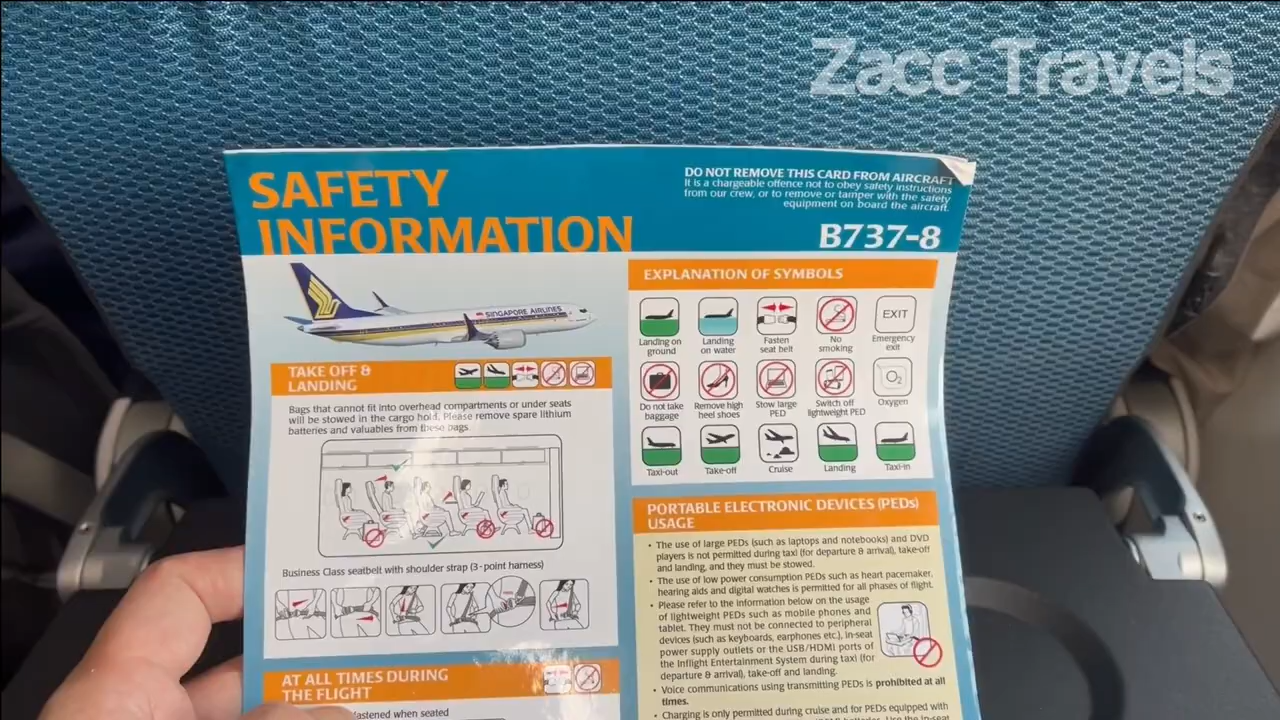 Zacc Travels
SAFETY
INFORMATION
DO NOT REMOVE THIS CARD FROM AIRCRAFT
It is a chargeable offence not to obey safety instructions
from our crew, or to remove or tamper with the safety
equipment on board the aircraft.
B737-8
SINGAPORE AIRLINES
TAKE OFF &
LANDING
Bags that cannot fit into overhead compartments or under seats
will be stowed in the cargo hold. Please remove spare lithium
batteries and valuables from these bags.
Business Class seatbelt with shoulder strap (3-point harness)
AT ALL TIMES DURING
THE FLIGHT
fastened when seated
EXPLANATION OF SYMBOLS
EXIT
Landing on
ground
Landing
on water
Fasten
seat belt
No
smoking
Emergency
exit
O2
Do not take
baggage
Remove high
heel shoes
Stow large
PED
Switch off
lightweight PED
Oxygen
Taxi-out
Take-off
Cruise
Landing
Taxi-in
PORTABLE ELECTRONIC DEVICES (PEDs)
USAGE
• The use of large PEDs (such as laptops and notebooks) and DVD
players is not permitted during taxi (for departure & arrival), take-off
and landing, and they must be stowed.
• The use of low power consumption PEDs such as heart pacemaker,
hearing aids and digital watches is permitted for all phases of flight.
• Please refer to the information below on the usage
of lightweight PEDs such as mobile phones and
tablet. They must not be connected to peripheral
devices (such as keyboards, earphones etc.), in-seat
power supply outlets or the USB/HDMI ports of
the Inflight Entertainment System during taxi (for
departure & arrival), take-off and landing.
• Voice communications using transmitting PEDs is prohibited at all
times.
• Charging is only permitted during cruise and for PEDs equipped with
batteries. Use the in-seat